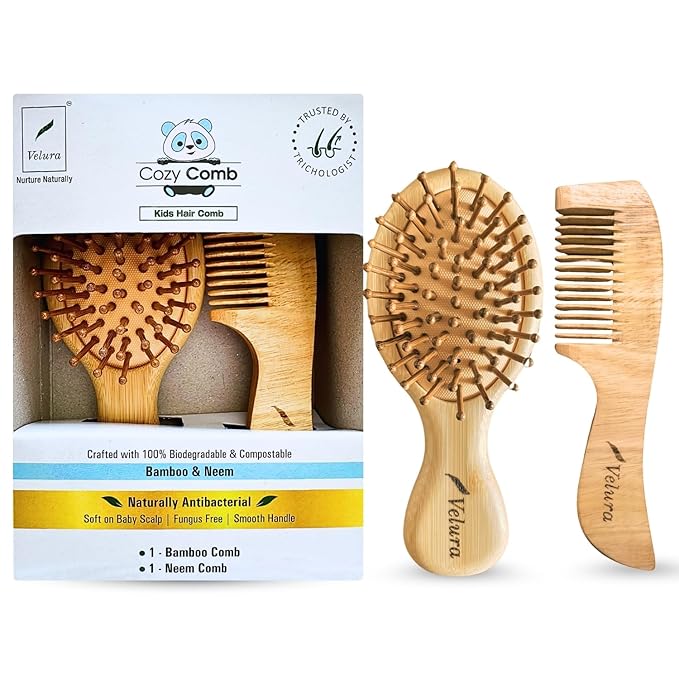 Velura
TM
Nurture Naturally
Cozy Comb
Kids Hair Comb
TRUSTED BY
TRICHOLOGIST
Crafted with 100% Biodegradable & Compostable
Bamboo & Neem
Naturally Antibacterial
Soft on Baby Scalp | Fungus Free | Smooth Handle
• 1 - Bamboo Comb
• 1 - Neem Comb
Velura
Velura